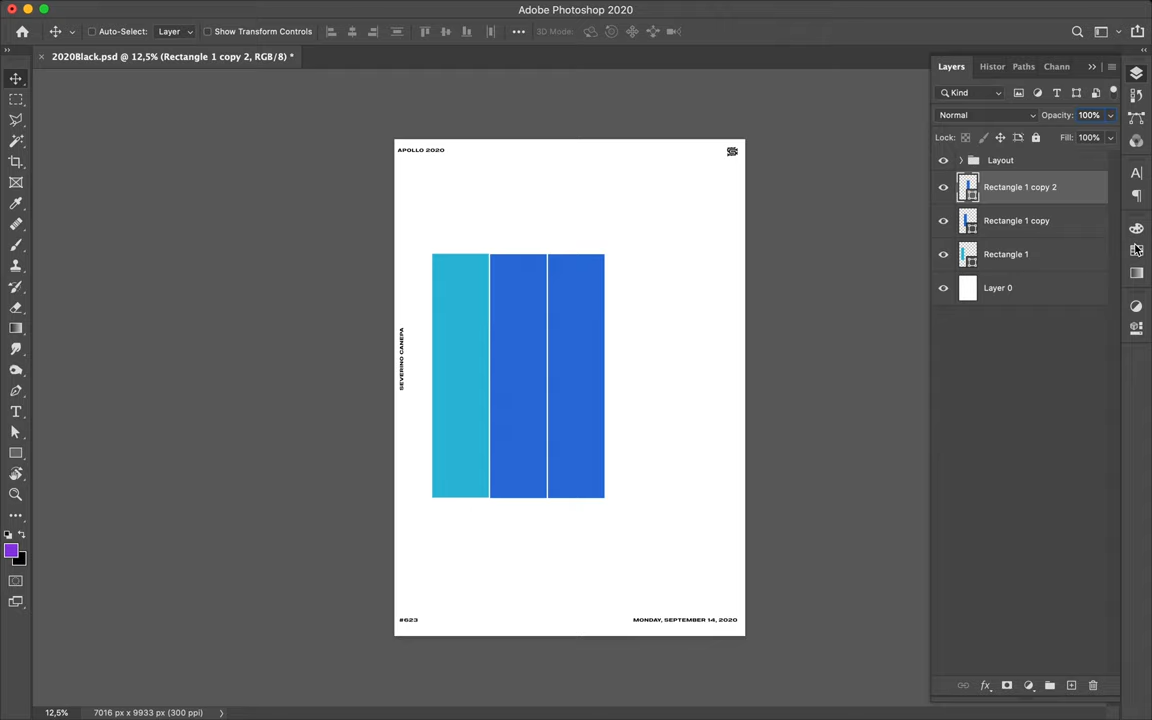 Adobe Photoshop 2020
Auto-Select: Layer Show Transform Controls 3D Mode:
2020Black.psd @ 12,5% (Rectangle 1 copy 2, RGB/8) *
Layers Histor Paths Chann
Kind
Normal Opacity: 100%
Lock: Fill: 100%
Layout
Rectangle 1 copy 2
Rectangle 1 copy
Rectangle 1
Layer 0
APOLLO 2020
SEVERINO CANEPA
#623
MONDAY, SEPTEMBER 14, 2020
12,5% 7016 px x 9933 px (300 ppi)